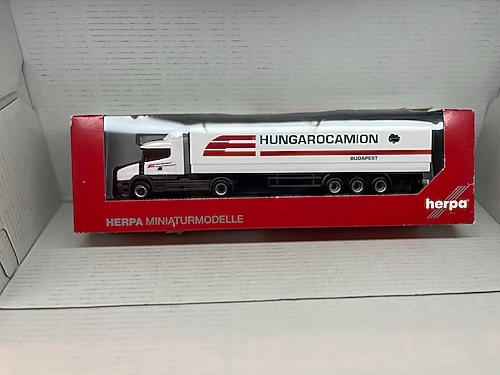 HUNGAROCAMION
BUDAPEST
HERPA MINIATURMODELLE
herpa